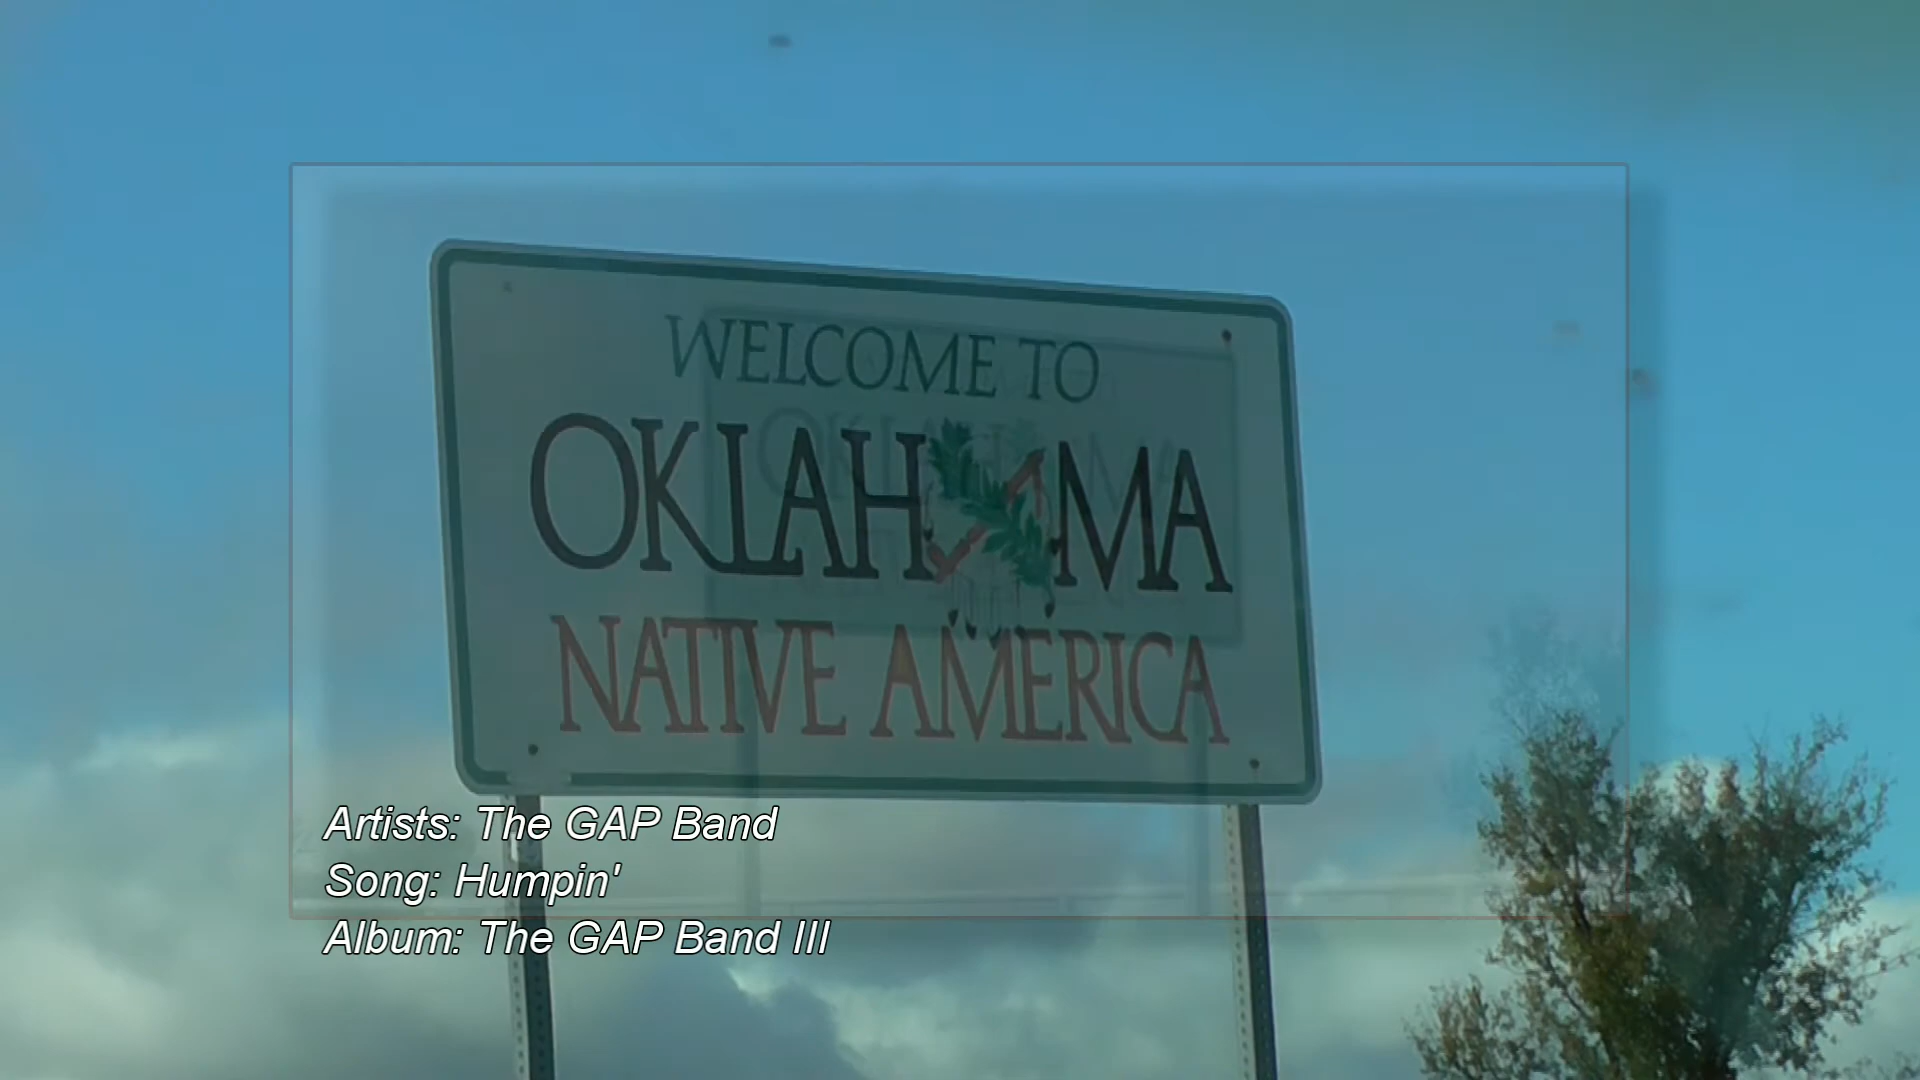 WELCOME TO
OKLAHOMA
NATIVE AMERICA
Artists: The GAP Band
Song: Humpin'
Album: The GAP Band III